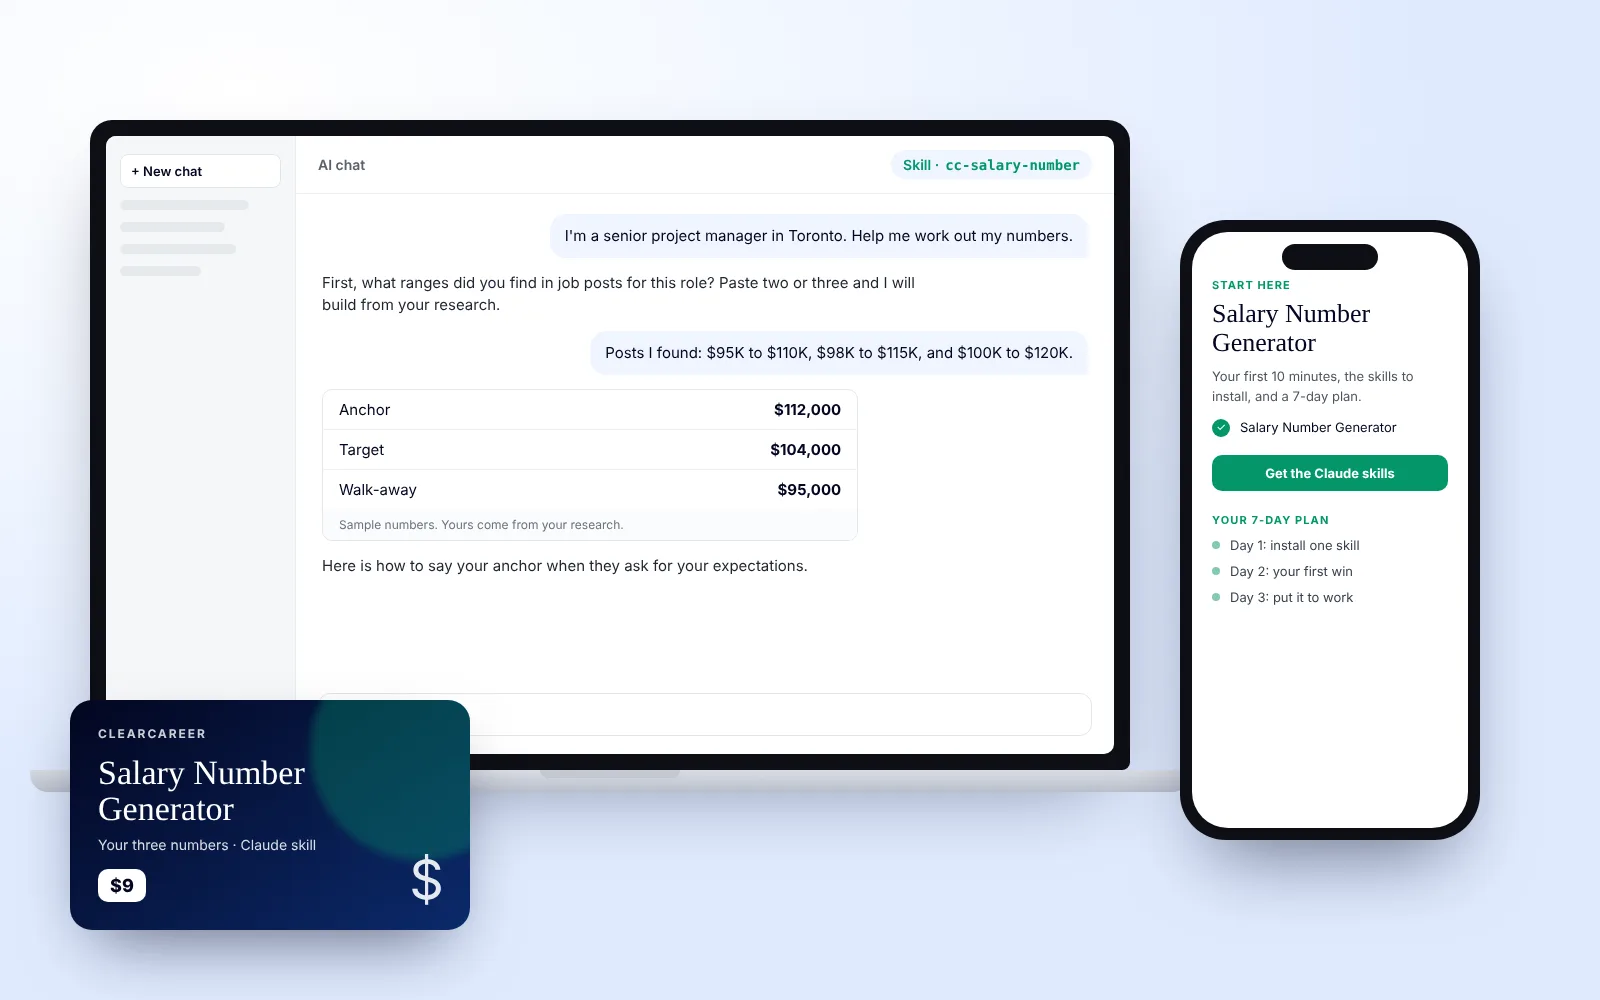 + New chat
AI chat
Skill · cc-salary-number
I'm a senior project manager in Toronto. Help me work out my numbers.
First, what ranges did you find in job posts for this role? Paste two or three and I will
build from your research.
Posts I found: $95K to $110K, $98K to $115K, and $100K to $120K.
Anchor $112,000
Target $104,000
Walk-away $95,000
Sample numbers. Yours come from your research.
Here is how to say your anchor when they ask for your expectations.
CLEARCAREER
Salary Number
Generator
Your three numbers · Claude skill
$9
$
START HERE
Salary Number
Generator
Your first 10 minutes, the skills to
install, and a 7-day plan.
Salary Number Generator
Get the Claude skills
YOUR 7-DAY PLAN
Day 1: install one skill
Day 2: your first win
Day 3: put it to work